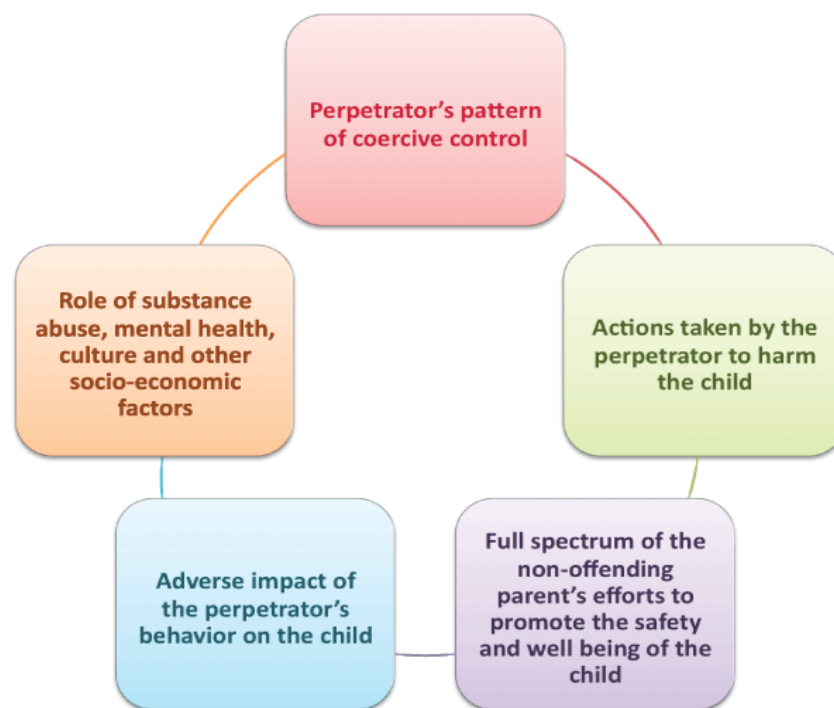 Perpetrator's pattern
of coercive control
Actions taken by the
perpetrator to harm
the child
Full spectrum of the
non-offending
parent's efforts to
promote the safety
and well being of the
child
Adverse impact of
the perpetrator's
behavior on the child
Role of substance
abuse, mental health,
culture and other
socio-economic
factors